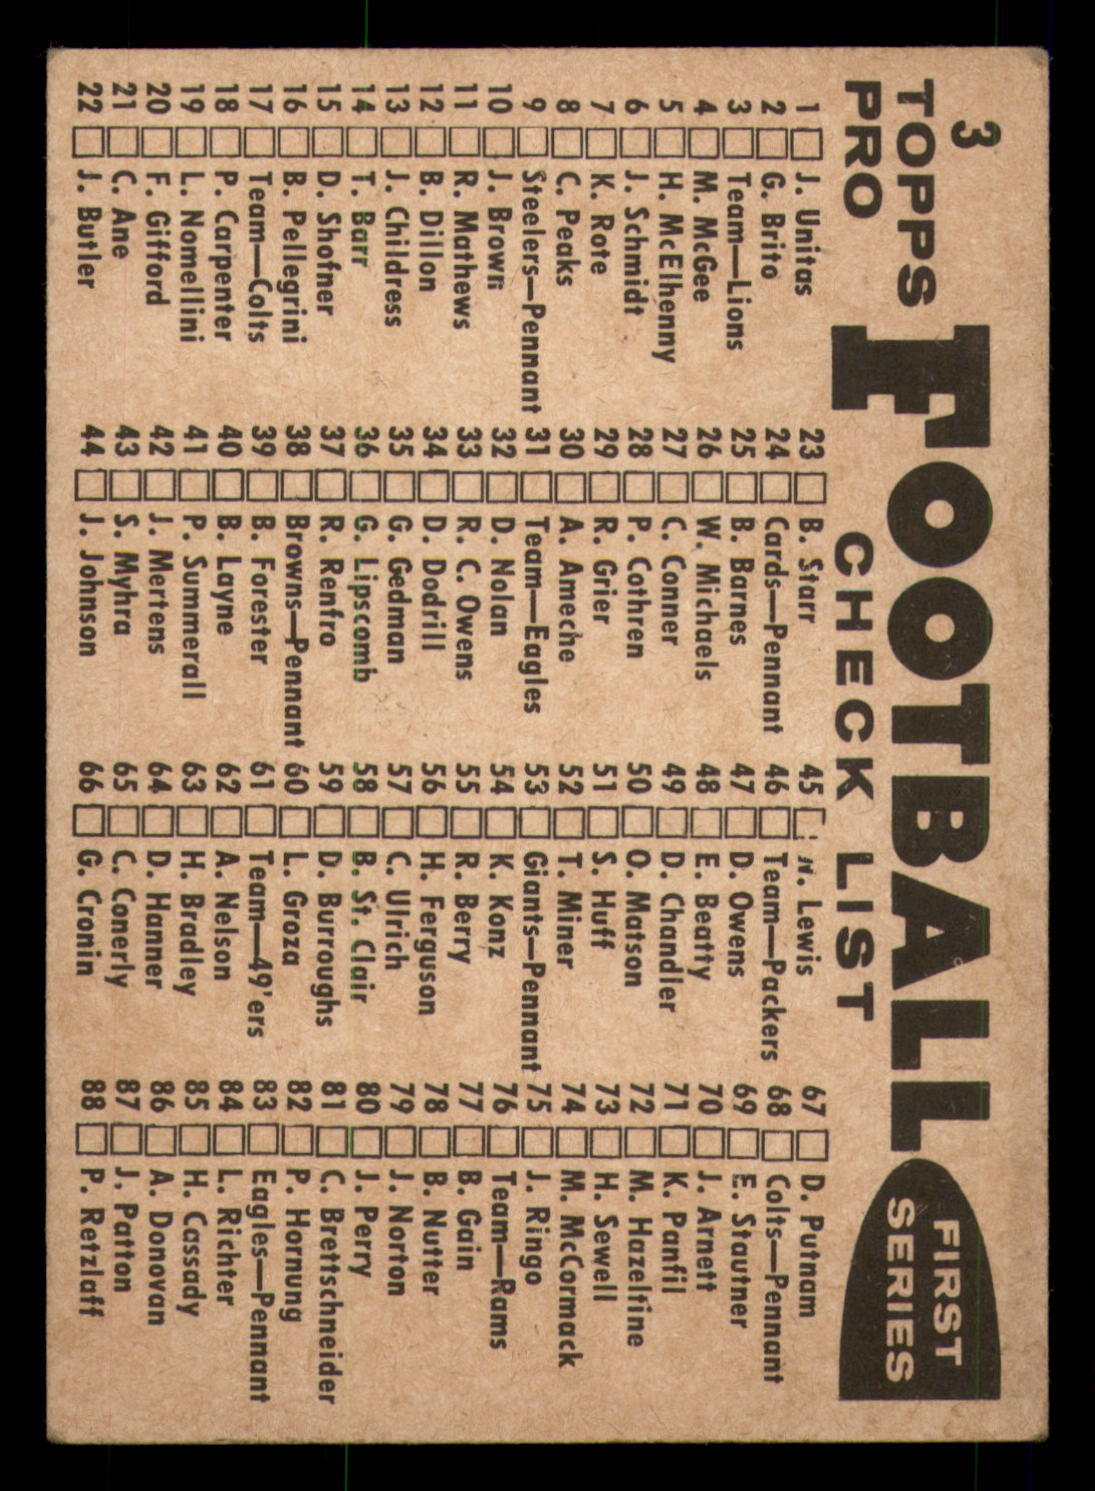 3
TOPPS
PRO
FOOTBALL
CHECK LIST
FIRST
SERIES
1 J. Unitas
2 G. Brito
3 Team—Lions
4 M. McGee
5 H. McElhenny
6 J. Schmidt
7 K. Rote
8 C. Peaks
9 Steelers—Pennant
10 J. Brown
11 R. Mathews
12 B. Dillon
13 J. Childress
14 T. Barr
15 D. Shofner
16 B. Pellegrini
17 Team—Colts
18 P. Carpenter
19 L. Nomellini
20 F. Gifford
21 C. Ane
22 J. Butler
23 B. Starr
24 Cards—Pennant
25 B. Barnes
26 W. Michaels
27 C. Conner
28 P. Cothren
29 R. Grier
30 A. Ameche
31 Team—Eagles
32 D. Nolan
33 R. C. Owens
34 D. Dodrill
35 G. Gedman
36 G. Lipscomb
37 R. Renfro
38 Browns—Pennant
39 B. Forester
40 B. Layne
41 P. Summerall
42 J. Mertens
43 S. Myhra
44 J. Johnson
45 Lewis
46 Team—Packers
47 D. Owens
48 E. Beatty
49 D. Chandler
50 O. Matson
51 S. Huff
52 T. Miner
53 Giants—Pennant
54 K. Konz
55 R. Berry
56 H. Ferguson
57 C. Ulrich
58 B. St. Clair
59 D. Burroughs
60 L. Groza
61 Team—49'ers
62 A. Nelson
63 H. Bradley
64 D. Hanner
65 C. Conerly
66 G. Cronin
67 D. Putnam
68 Colts—Pennant
69 E. Stautner
70 J. Arnett
71 K. Panfil
72 M. Hazeltine
73 H. Sewell
74 M. McCormack
75 J. Ringo
76 Team—Rams
77 B. Gain
78 B. Nutter
79 J. Norton
80 J. Perry
81 C. Brettschneider
82 P. Hornung
83 Eagles—Pennant
84 L. Richter
85 H. Cassady
86 A. Donovan
87 J. Patton
88 P. Retzlaff